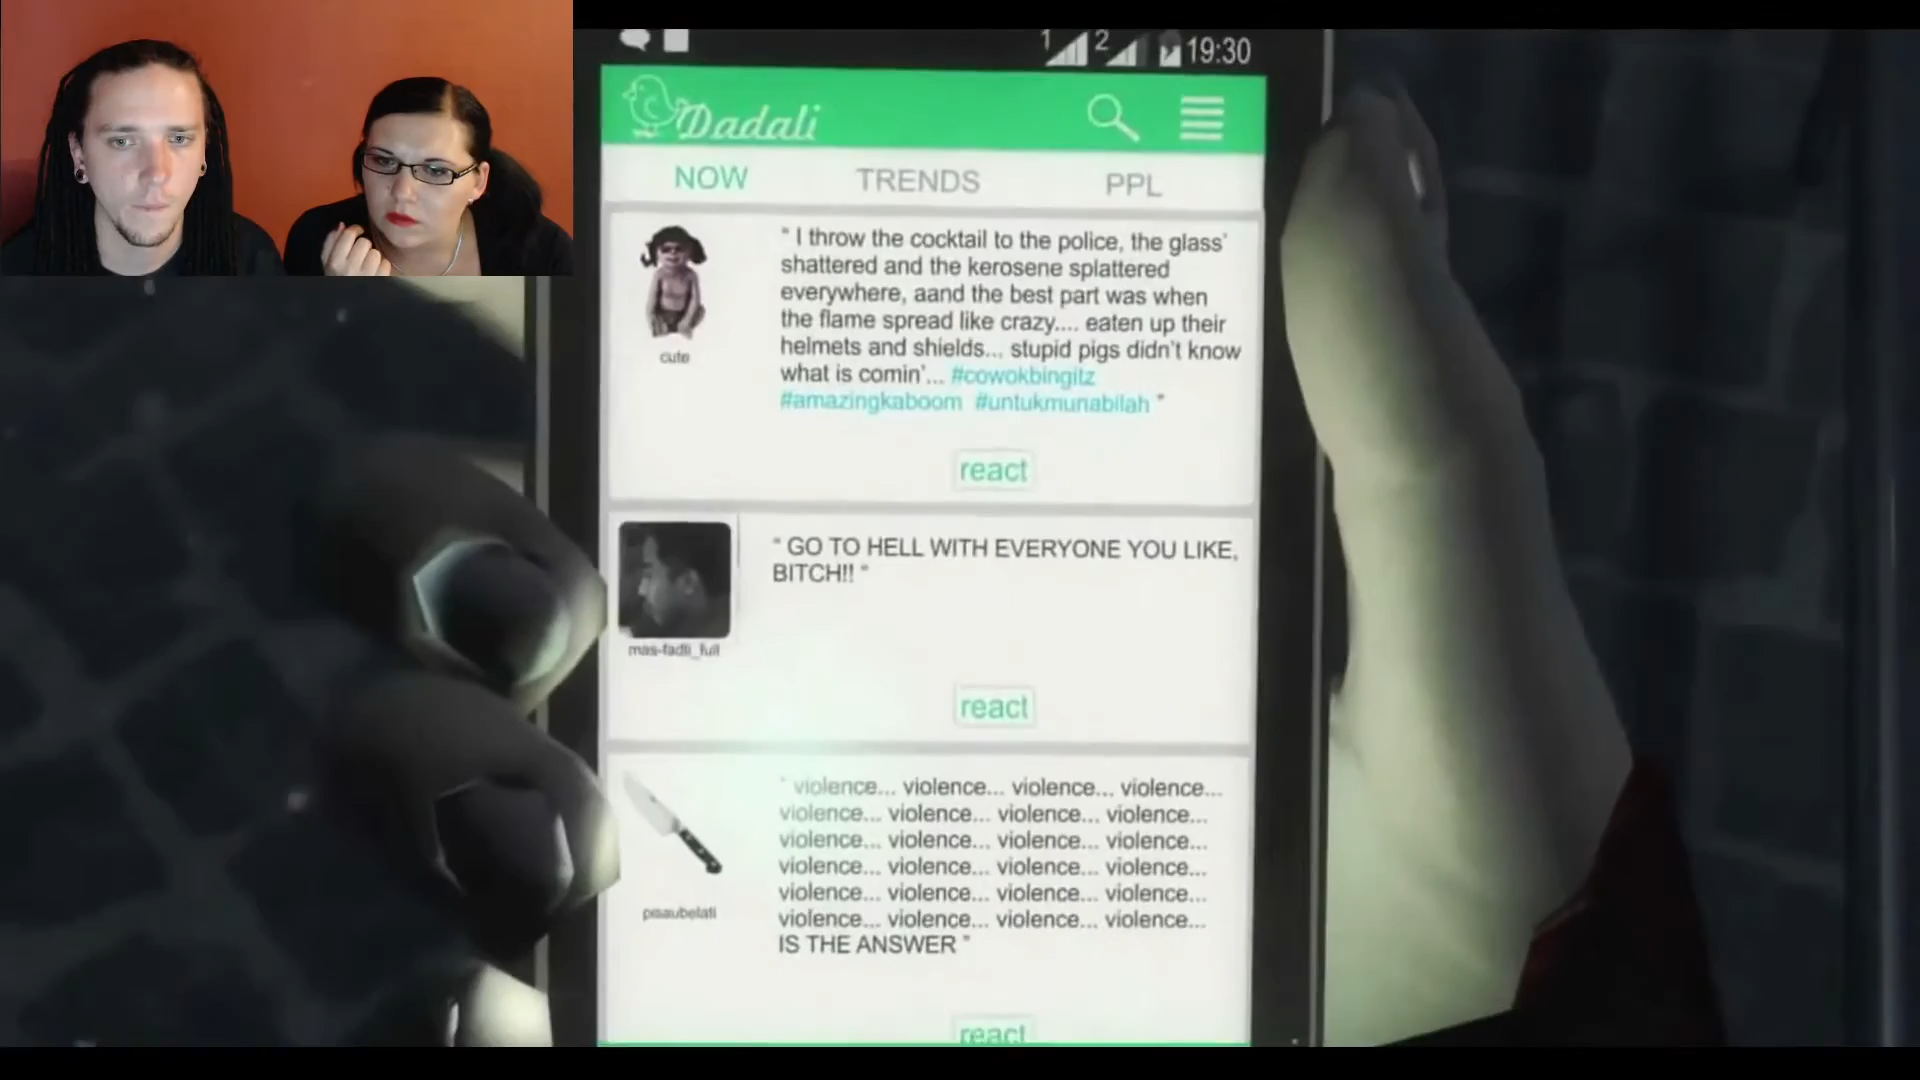 1 2 19:30
Dadali
NOW TRENDS PPL
" I throw the cocktail to the police, the glass'
shattered and the kerosene splattered
everywhere, aand the best part was when
the flame spread like crazy.... eaten up their
helmets and shields... stupid pigs didn't know
what is comin'... #cowokbingitz
#amazingkaboom #untukmunabilah "
cute
react
" GO TO HELL WITH EVERYONE YOU LIKE,
BITCH!! "
mas-fadli_full
react
" violence... violence... violence... violence...
violence... violence... violence... violence...
violence... violence... violence... violence...
violence... violence... violence... violence...
violence... violence... violence... violence...
violence... violence... violence... violence...
IS THE ANSWER "
pisaubelati
react